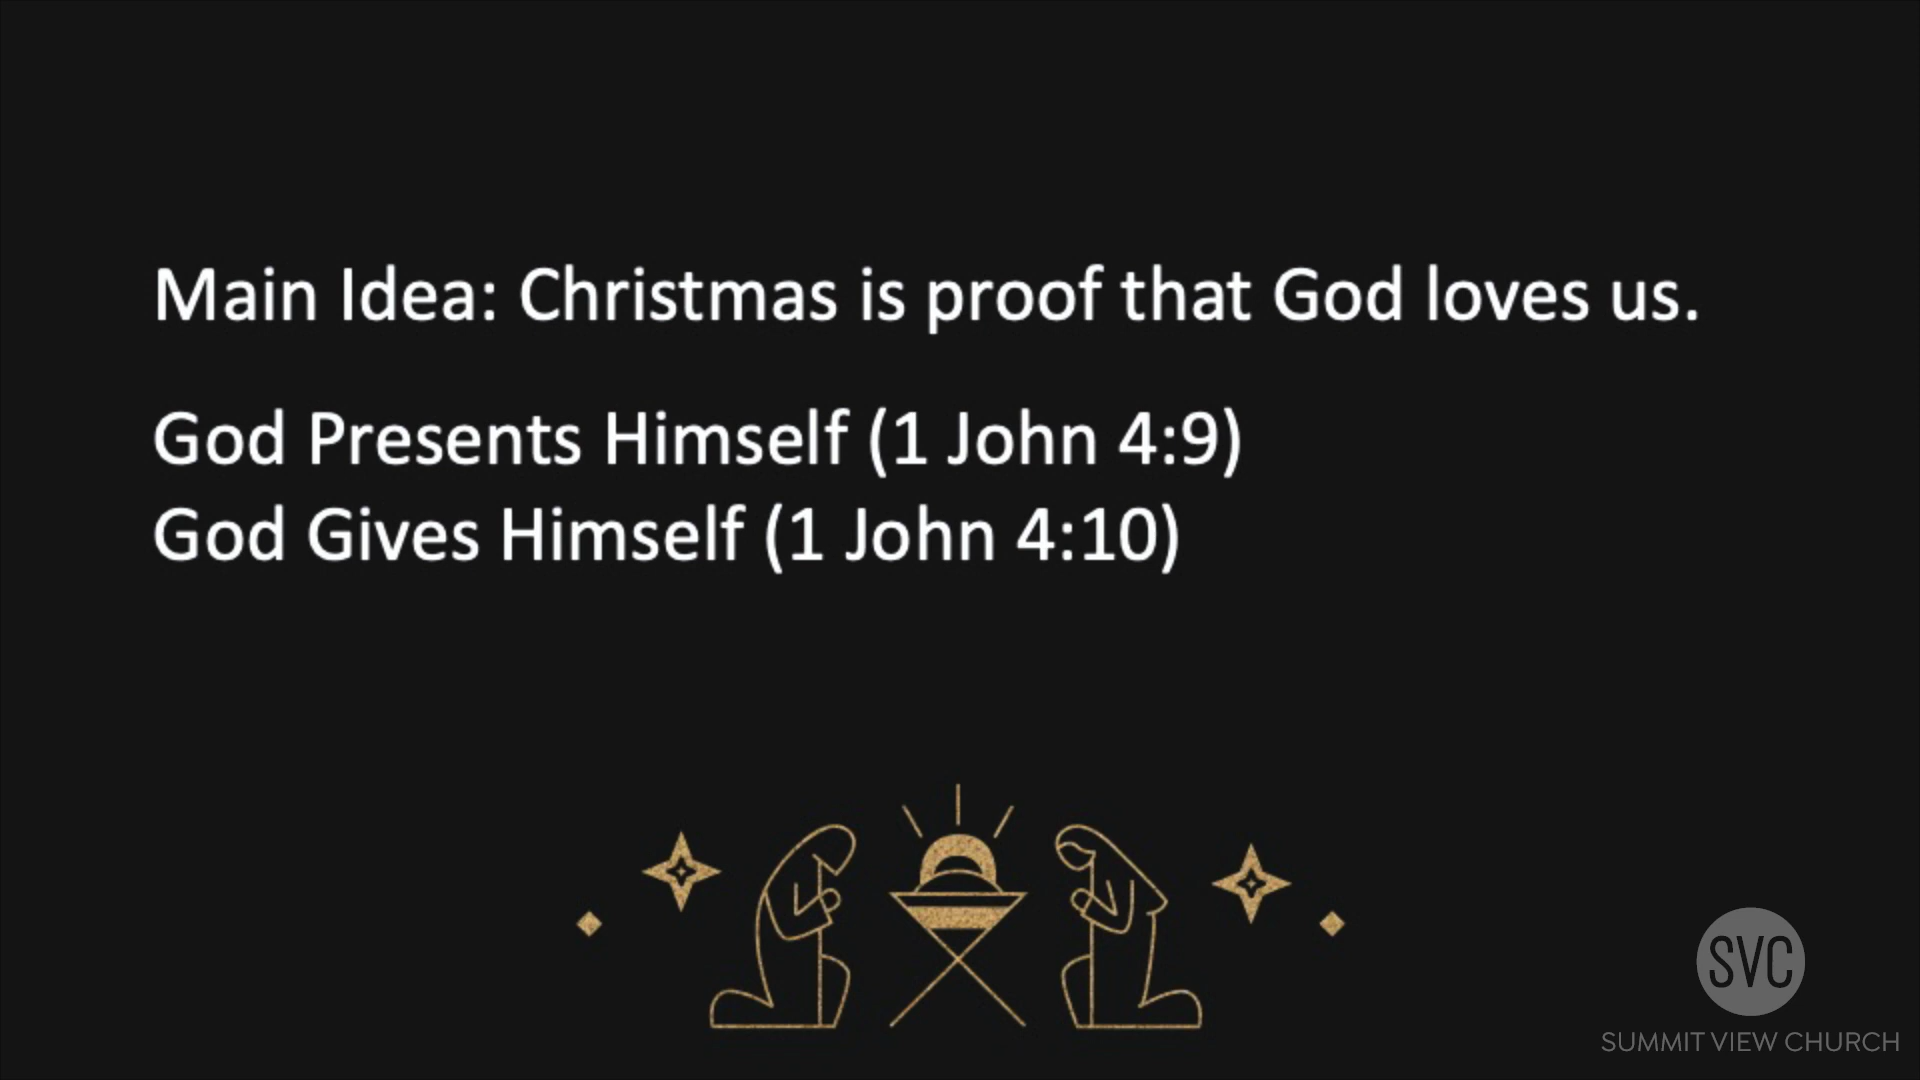 Main Idea: Christmas is proof that God loves us.
God Presents Himself (1 John 4:9)
God Gives Himself (1 John 4:10)
SVC
SUMMIT VIEW CHURCH